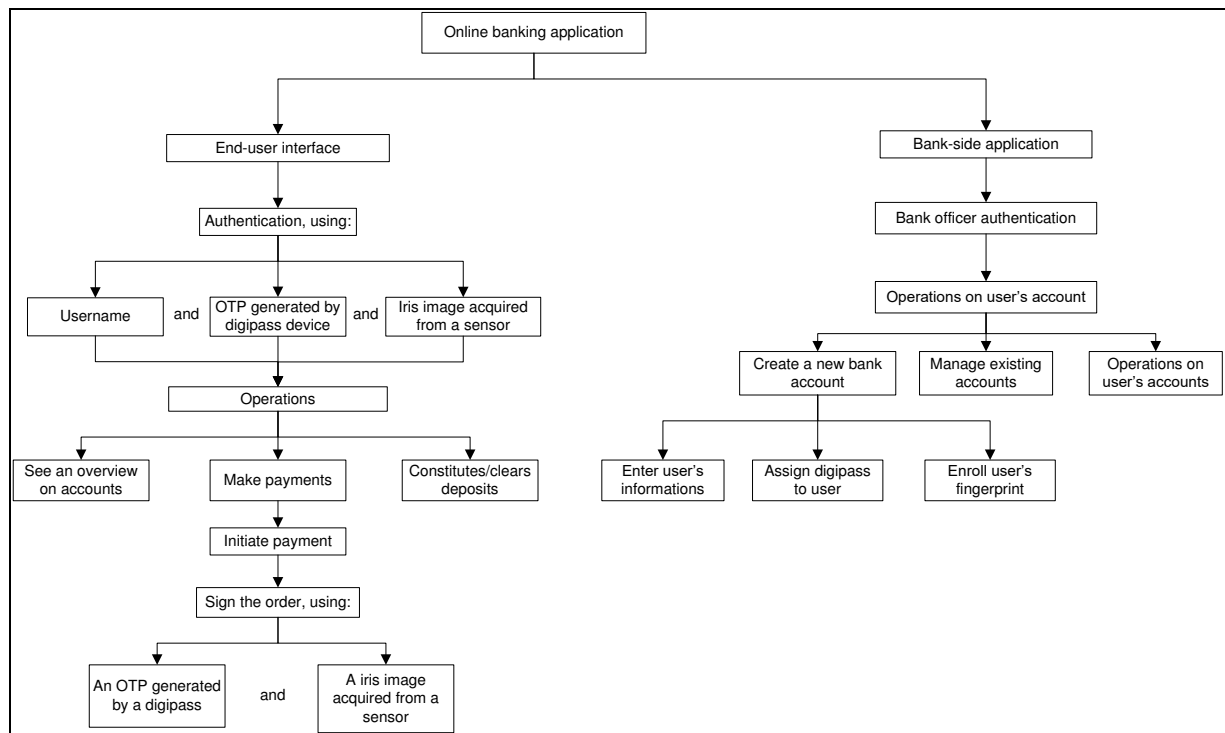 Online banking application
End-user interface
Bank-side application
Authentication, using:
Bank officer authentication
Username
and
OTP generated by
digipass device
and
Iris image acquired
from a sensor
Operations on user's account
Create a new bank
account
Manage existing
accounts
Operations on
user's accounts
Operations
See an overview
on accounts
Make payments
Constitutes/clears
deposits
Enter user's
informations
Assign digipass
to user
Enroll user's
fingerprint
Initiate payment
Sign the order, using:
An OTP generated
by a digipass
and
A iris image
acquired from a
sensor